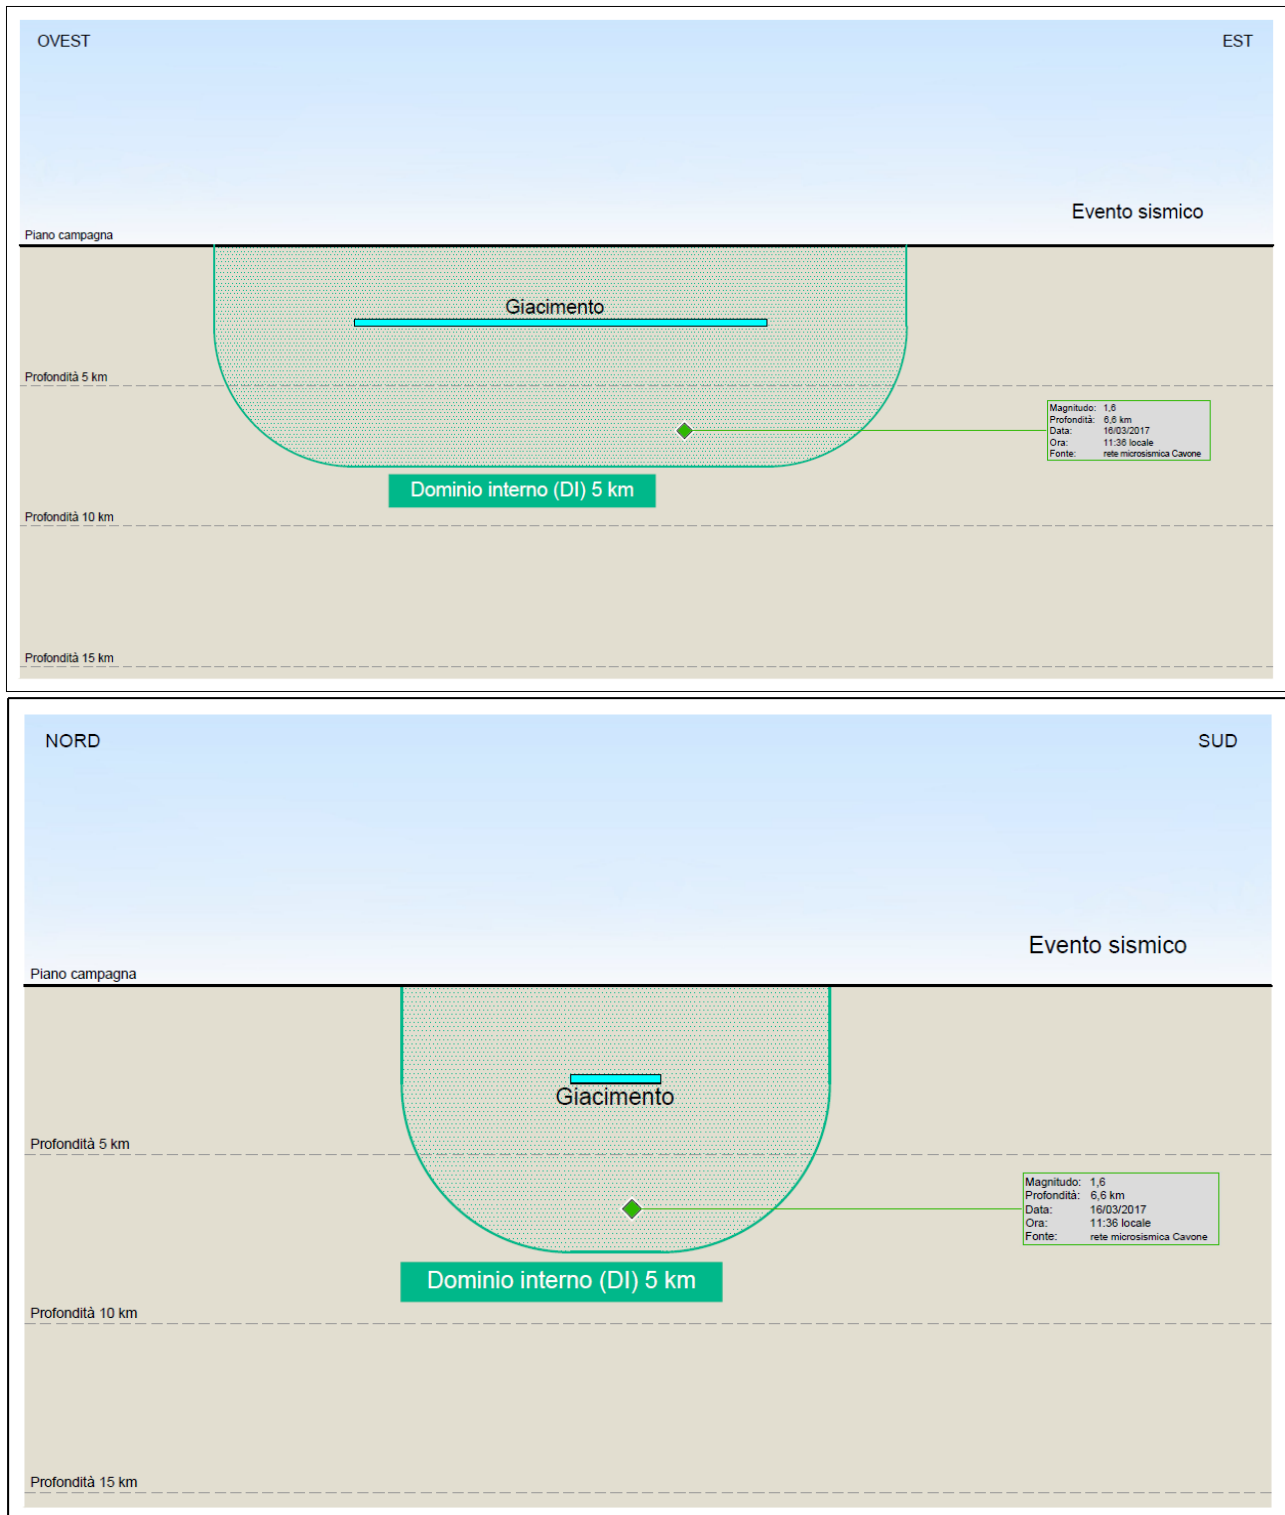 OVEST EST
Evento sismico
Piano campagna
Giacimento
Profondità 5 km
Magnitudo: 1,6
Profondità: 6,6 km
Data: 16/03/2017
Ora: 11:36 locale
Fonte: rete microsismica Cavone
Dominio interno (DI) 5 km
Profondità 10 km
Profondità 15 km
NORD SUD
Evento sismico
Piano campagna
Giacimento
Profondità 5 km
Magnitudo: 1,6
Profondità: 6,6 km
Data: 16/03/2017
Ora: 11:36 locale
Fonte: rete microsismica Cavone
Dominio interno (DI) 5 km
Profondità 10 km
Profondità 15 km